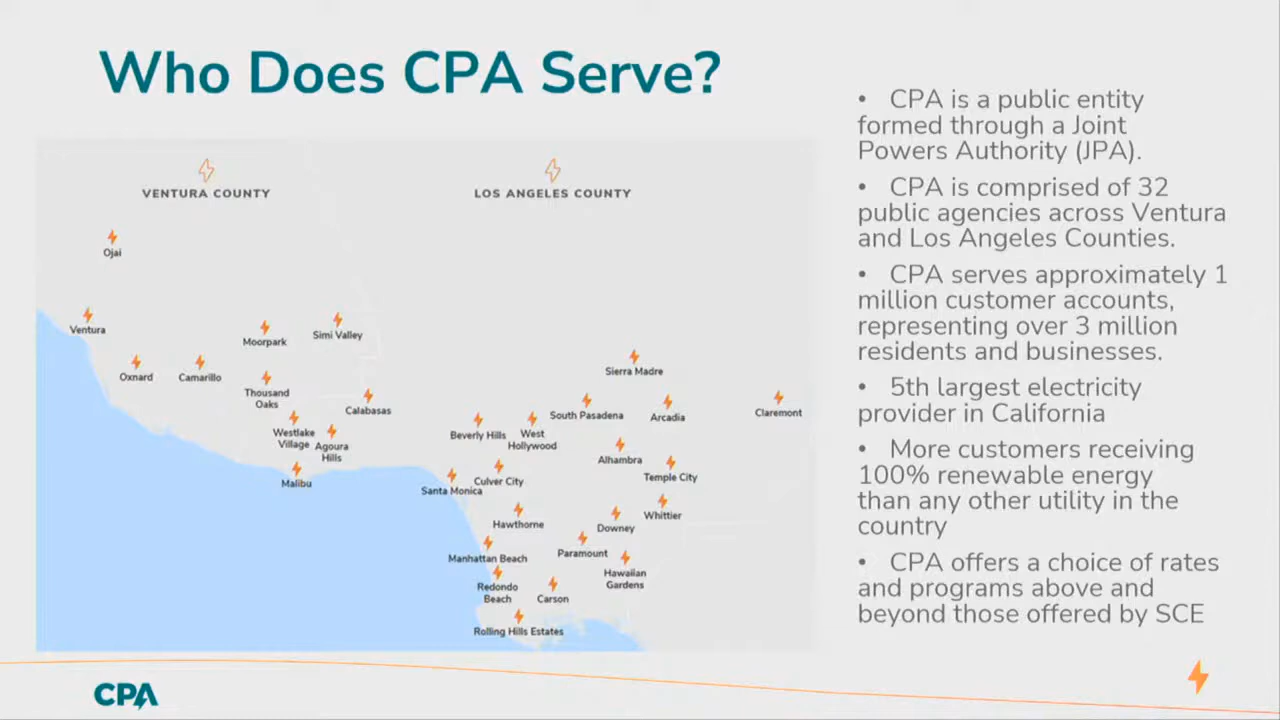 Who Does CPA Serve?
VENTURA COUNTY
LOS ANGELES COUNTY
Ojai
Ventura
Oxnard
Camarillo
Moorpark
Simi Valley
Thousand
Oaks
Calabasas
Westlake
Village
Agoura
Hills
Malibu
Sierra Madre
South Pasadena
Arcadia
Claremont
Beverly Hills
West
Hollywood
Alhambra
Temple City
Santa Monica
Culver City
Hawthorne
Downey
Whittier
Manhattan Beach
Paramount
Hawaiian
Gardens
Redondo
Beach
Carson
Rolling Hills Estates
• CPA is a public entity
formed through a Joint
Powers Authority (JPA).
• CPA is comprised of 32
public agencies across Ventura
and Los Angeles Counties.
• CPA serves approximately 1
million customer accounts,
representing over 3 million
residents and businesses.
• 5th largest electricity
provider in California
• More customers receiving
100% renewable energy
than any other utility in the
country
• CPA offers a choice of rates
and programs above and
beyond those offered by SCE
CPA